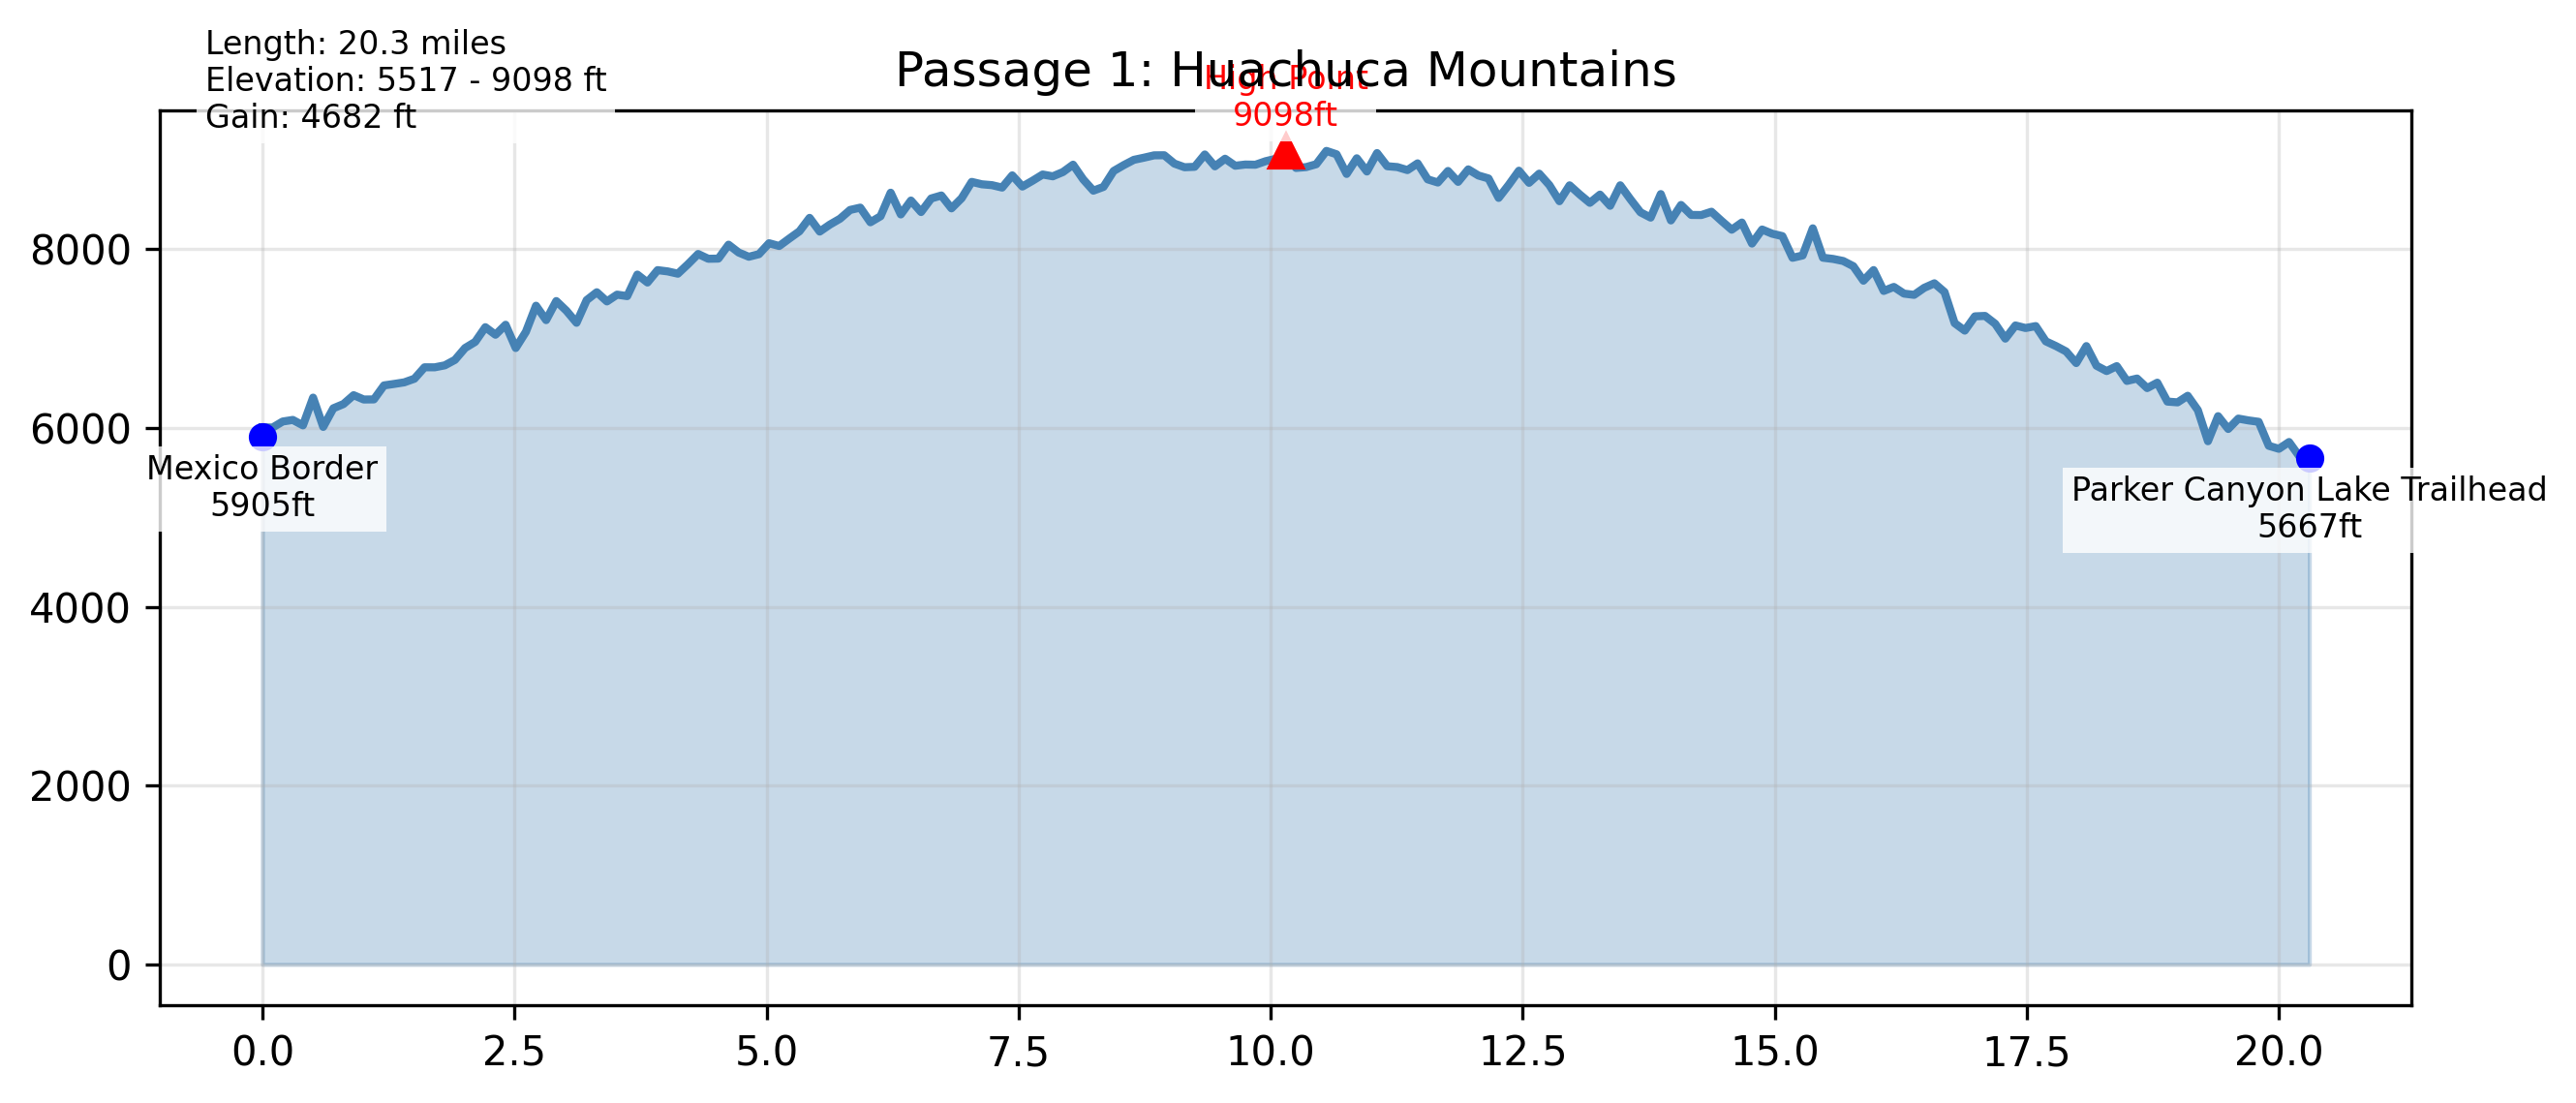 Length: 20.3 miles
Elevation: 5517 - 9098 ft
Gain: 4682 ft
Passage 1: Huachuca Mountains
High Point
9098ft
8000
6000
4000
2000
0
Mexico Border
5905ft
Parker Canyon Lake Trailhead
5667ft
0.0 2.5 5.0 7.5 10.0 12.5 15.0 17.5 20.0